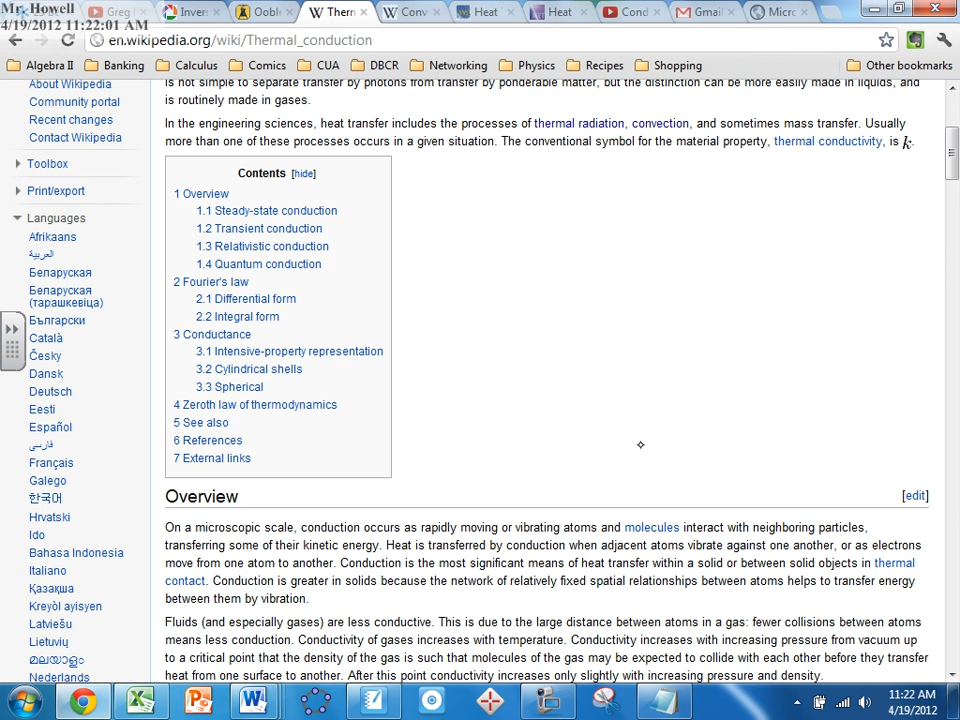 Mr. Howell
4/19/2012 11:22:01 AM
Greg
Inver
Ooble
Therm
Conv
Heat
Heat
Cond
Gmail
Micro
en.wikipedia.org/wiki/Thermal_conduction
Algebra II Banking Calculus Comics CUA DBCR Networking Physics Recipes Shopping Other bookmarks
About Wikipedia
Community portal
Recent changes
Contact Wikipedia
Toolbox
Print/export
Languages
Afrikaans
العربية
Беларуская
Беларуская
(тарашкевіца)
Български
Català
Česky
Dansk
Deutsch
Eesti
Español
فارسی
Français
Galego
한국어
Hrvatski
Ido
Bahasa Indonesia
Italiano
Қазақша
Kreyòl ayisyen
Latviešu
Lietuvių
മലയാളം
Nederlands
is not simple to separate transfer by photons from transfer by ponderable matter, but the distinction can be more easily made in liquids, and
is routinely made in gases.
In the engineering sciences, heat transfer includes the processes of thermal radiation, convection, and sometimes mass transfer. Usually
more than one of these processes occurs in a given situation. The conventional symbol for the material property, thermal conductivity, is k.
Contents [hide]
1 Overview
1.1 Steady-state conduction
1.2 Transient conduction
1.3 Relativistic conduction
1.4 Quantum conduction
2 Fourier's law
2.1 Differential form
2.2 Integral form
3 Conductance
3.1 Intensive-property representation
3.2 Cylindrical shells
3.3 Spherical
4 Zeroth law of thermodynamics
5 See also
6 References
7 External links
Overview [edit]
On a microscopic scale, conduction occurs as rapidly moving or vibrating atoms and molecules interact with neighboring particles,
transferring some of their kinetic energy. Heat is transferred by conduction when adjacent atoms vibrate against one another, or as electrons
move from one atom to another. Conduction is the most significant means of heat transfer within a solid or between solid objects in thermal
contact. Conduction is greater in solids because the network of relatively fixed spatial relationships between atoms helps to transfer energy
between them by vibration.
Fluids (and especially gases) are less conductive. This is due to the large distance between atoms in a gas: fewer collisions between atoms
means less conduction. Conductivity of gases increases with temperature. Conductivity increases with increasing pressure from vacuum up
to a critical point that the density of the gas is such that molecules of the gas may be expected to collide with each other before they transfer
heat from one surface to another. After this point conductivity increases only slightly with increasing pressure and density.
11:22 AM
4/19/2012